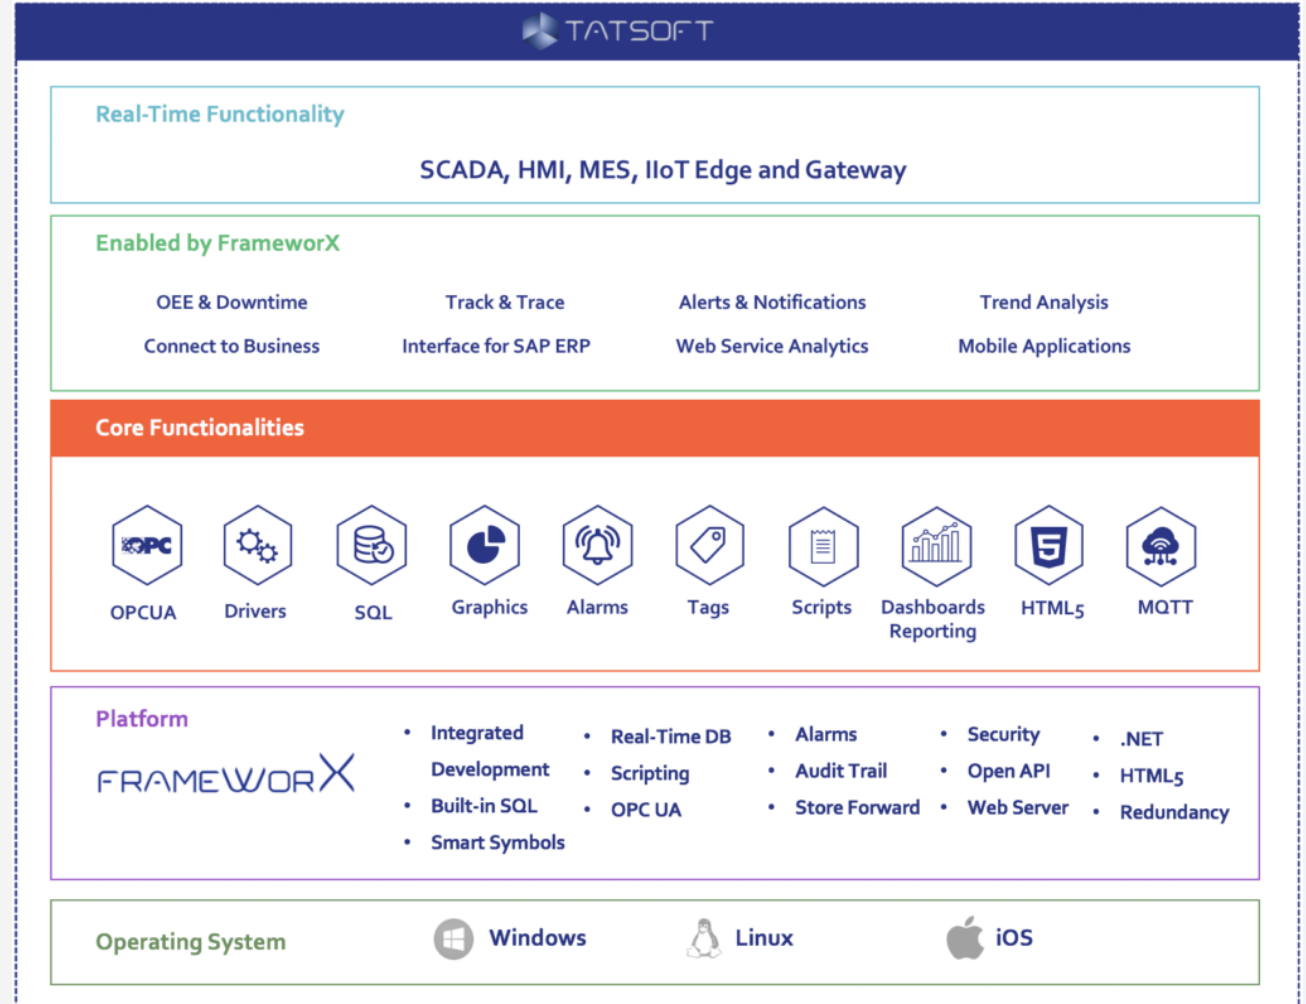 TATSOFT
Real-Time Functionality
SCADA, HMI, MES, IIoT Edge and Gateway
Enabled by FrameworX
OEE & Downtime
Track & Trace
Alerts & Notifications
Trend Analysis
Connect to Business
Interface for SAP ERP
Web Service Analytics
Mobile Applications
Core Functionalities
OPC
5
OPCUA
Drivers
SQL
Graphics
Alarms
Tags
Scripts
Dashboards
Reporting
HTML5
MQTT
Platform
FRAMEWORX
• Integrated
Development
• Built-in SQL
• Smart Symbols
• Real-Time DB
• Scripting
• OPC UA
• Alarms
• Audit Trail
• Store Forward
• Security
• Open API
• Web Server
• .NET
• HTML5
• Redundancy
Operating System
Windows
Linux
iOS